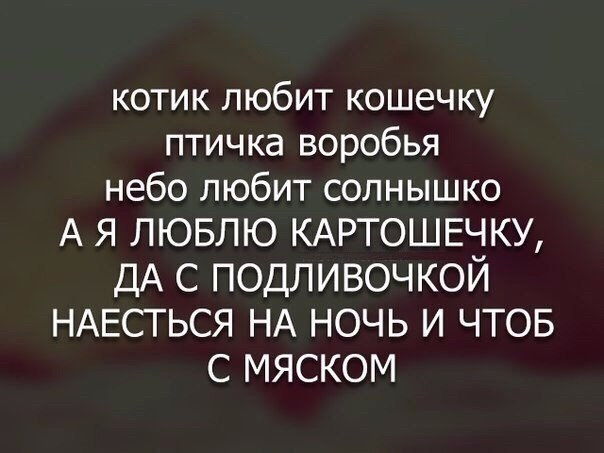 котик любит кошечку
птичка воробья
небо любит солнышко
А Я ЛЮБЛЮ КАРТОШЕЧКУ,
ДА С ПОДЛИВОЧКОЙ
НАЕСТЬСЯ НА НОЧЬ И ЧТОБ
С МЯСКОМ